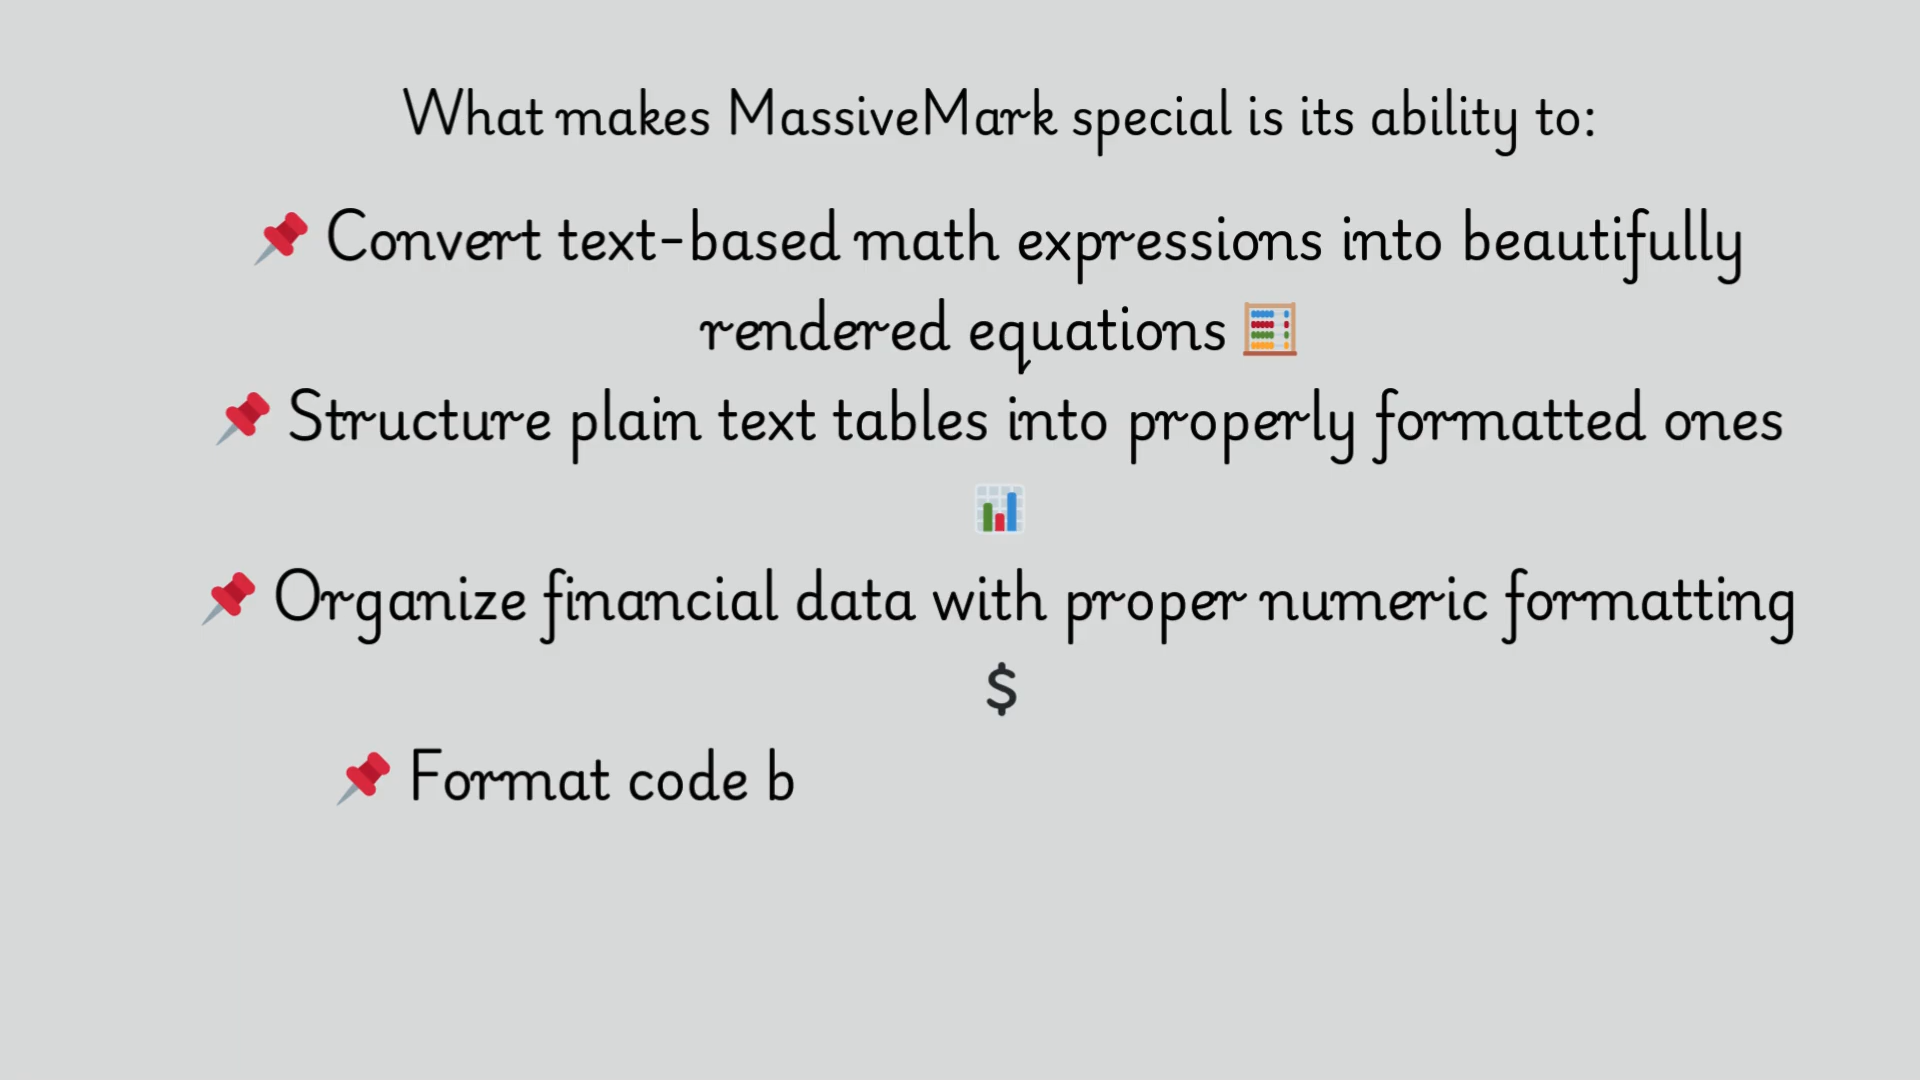 What makes MassiveMark special is its ability to:
📌 Convert text-based math expressions into beautifully
rendered equations 🧮
📌 Structure plain text tables into properly formatted ones
📊
📌 Organize financial data with proper numeric formatting
💲
📌 Format code b